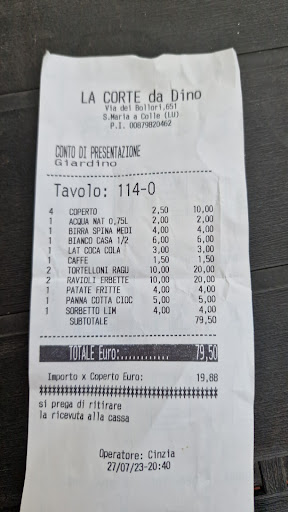 LA CORTE da Dino
Via dei Bollori,651
S.Maria a Colle (LU)
P.I. 00879820462
CONTO DI PRESENTAZIONE
Giardino
Tavolo: 114-0
4 COPERTO 2,50 10,00
1 ACQUA NAT 0,75L 2,00 2,00
1 BIRRA SPINA MEDI 4,00 4,00
1 BIANCO CASA 1/2 6,00 6,00
1 LAT COCA COLA 3,00 3,00
1 CAFFE 1,50 1,50
2 TORTELLONI RAGU 10,00 20,00
2 RAVIOLI ERBETTE 10,00 20,00
1 PATATE FRITTE 4,00 4,00
1 PANNA COTTA CIOC 5,00 5,00
1 SORBETTO LIM 4,00 4,00
SUBTOTALE 79,50
TOTALE Euro:............ 79,50
Importo x Coperto Euro: 19,88
si prega di ritirare
la ricevuta alla cassa
Operatore: Cinzia
27/07/23-20:40